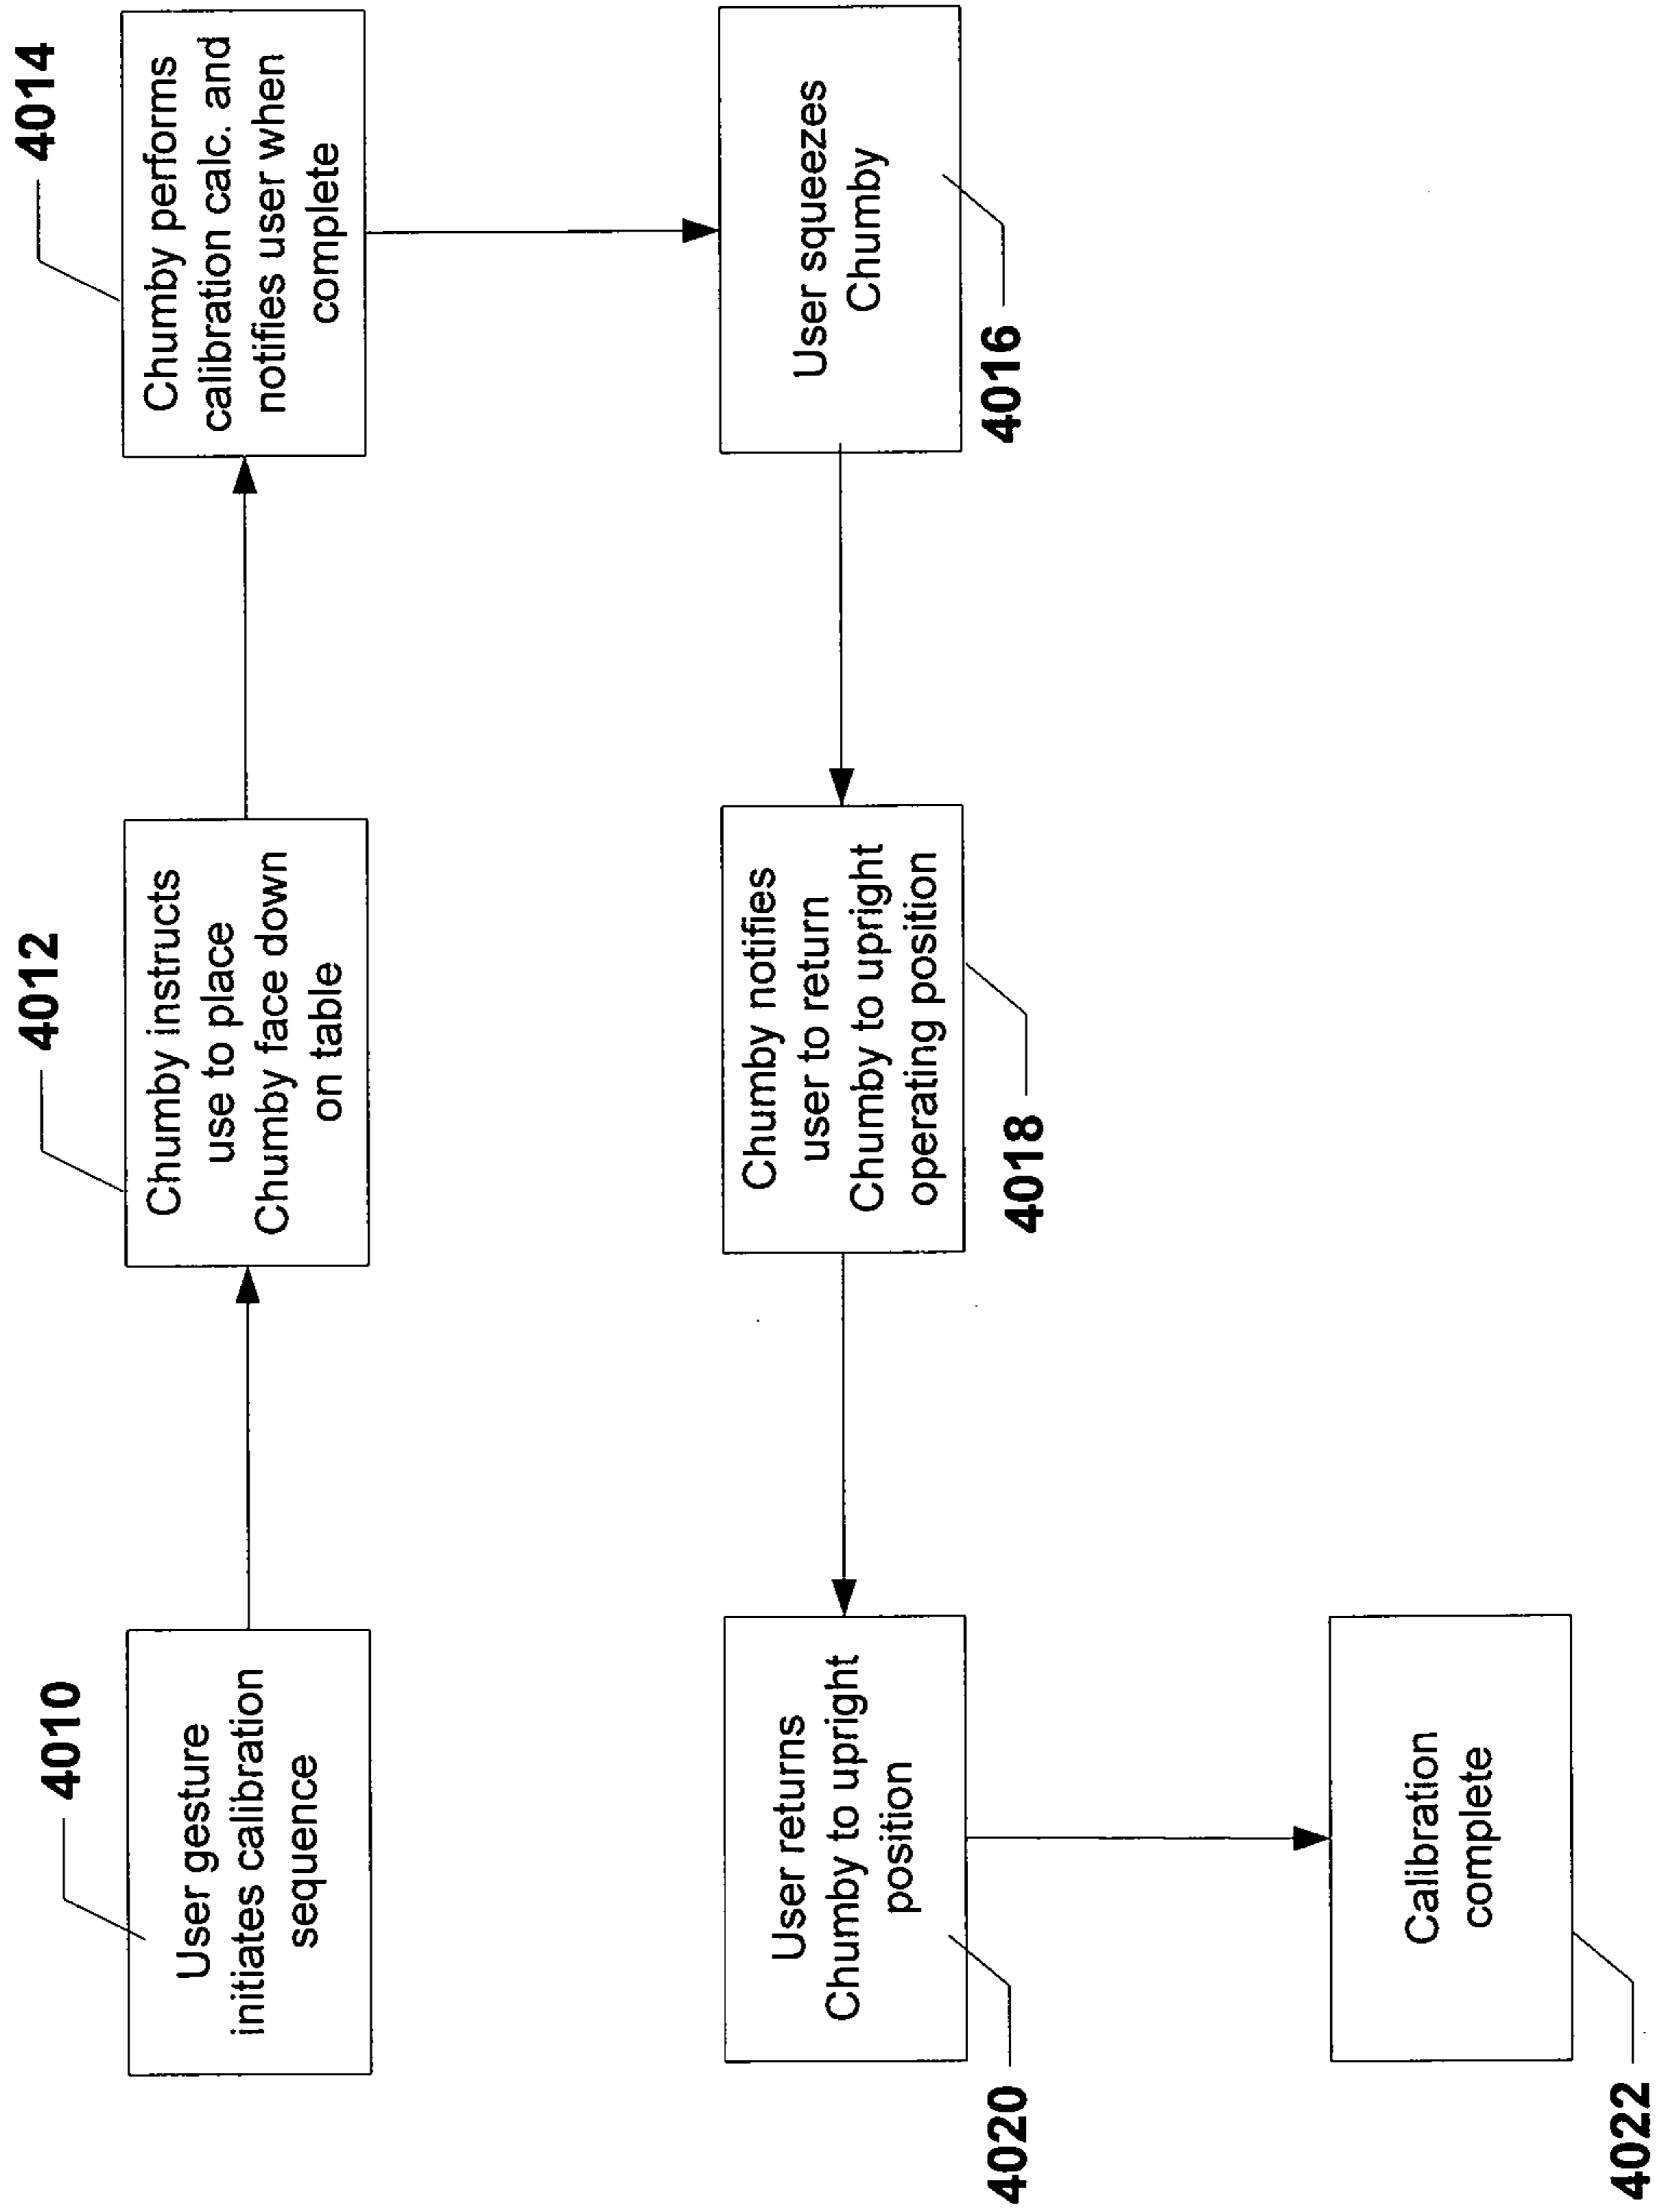 4010
User gesture
initiates calibration
sequence
4012
Chumby instructs
use to place
Chumby face down
on table
4014
Chumby performs
calibration calc. and
notifies user when
complete
User squeezes
Chumby
4016
Chumby notifies
user to return
Chumby to upright
operating position
4018
User returns
Chumby to upright
position
4020
Calibration
complete
4022